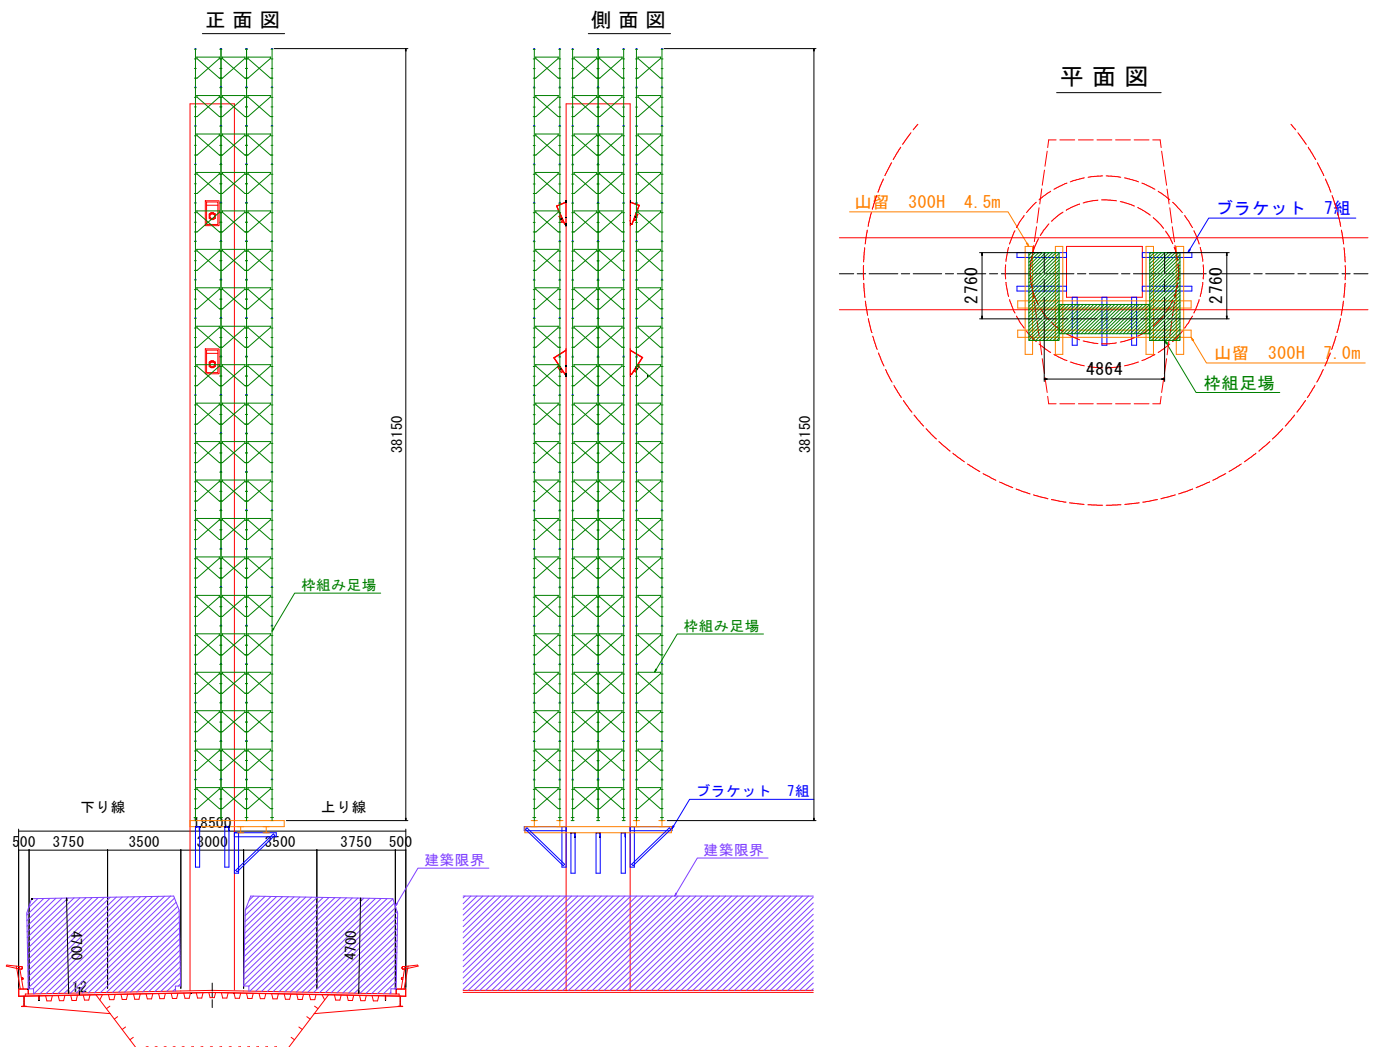 正面図
側面図
平面図
山留　300H　4.5m
ブラケット　7組
2760
2760
山留　300H　7.0m
4864
枠組足場
38150
38150
枠組み足場
枠組み足場
ブラケット　7組
下り線
上り線
18500
500
3750
3500
3000
3500
3750
500
建築限界
建築限界
4700
4700